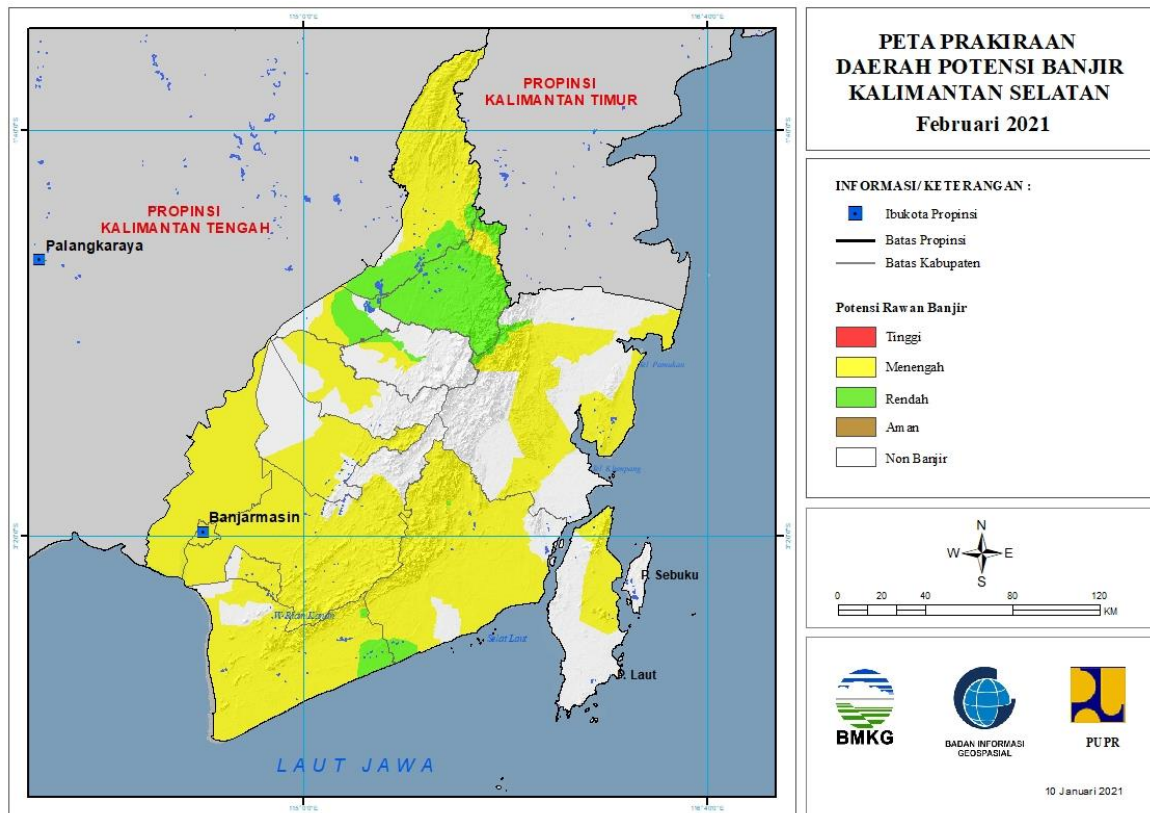 PETA PRAKIRAAN
DAERAH POTENSI BANJIR
KALIMANTAN SELATAN
Februari 2021
INFORMASI/ KETERANGAN :
Ibukota Propinsi
Batas Propinsi
Batas Kabupaten
Potensi Rawan Banjir
Tinggi
Menengah
Rendah
Aman
Non Banjir
N
W E
S
0 20 40 80 120
KM
BMKG
BADAN INFORMASI
GEOSPASIAL
PUPR
10 Januari 2021
PROPINSI
KALIMANTAN TIMUR
PROPINSI
KALIMANTAN TENGAH
Palangkaraya
Banjarmasin
P. Sebuku
Selat Laut
P. Laut
LAUT JAWA